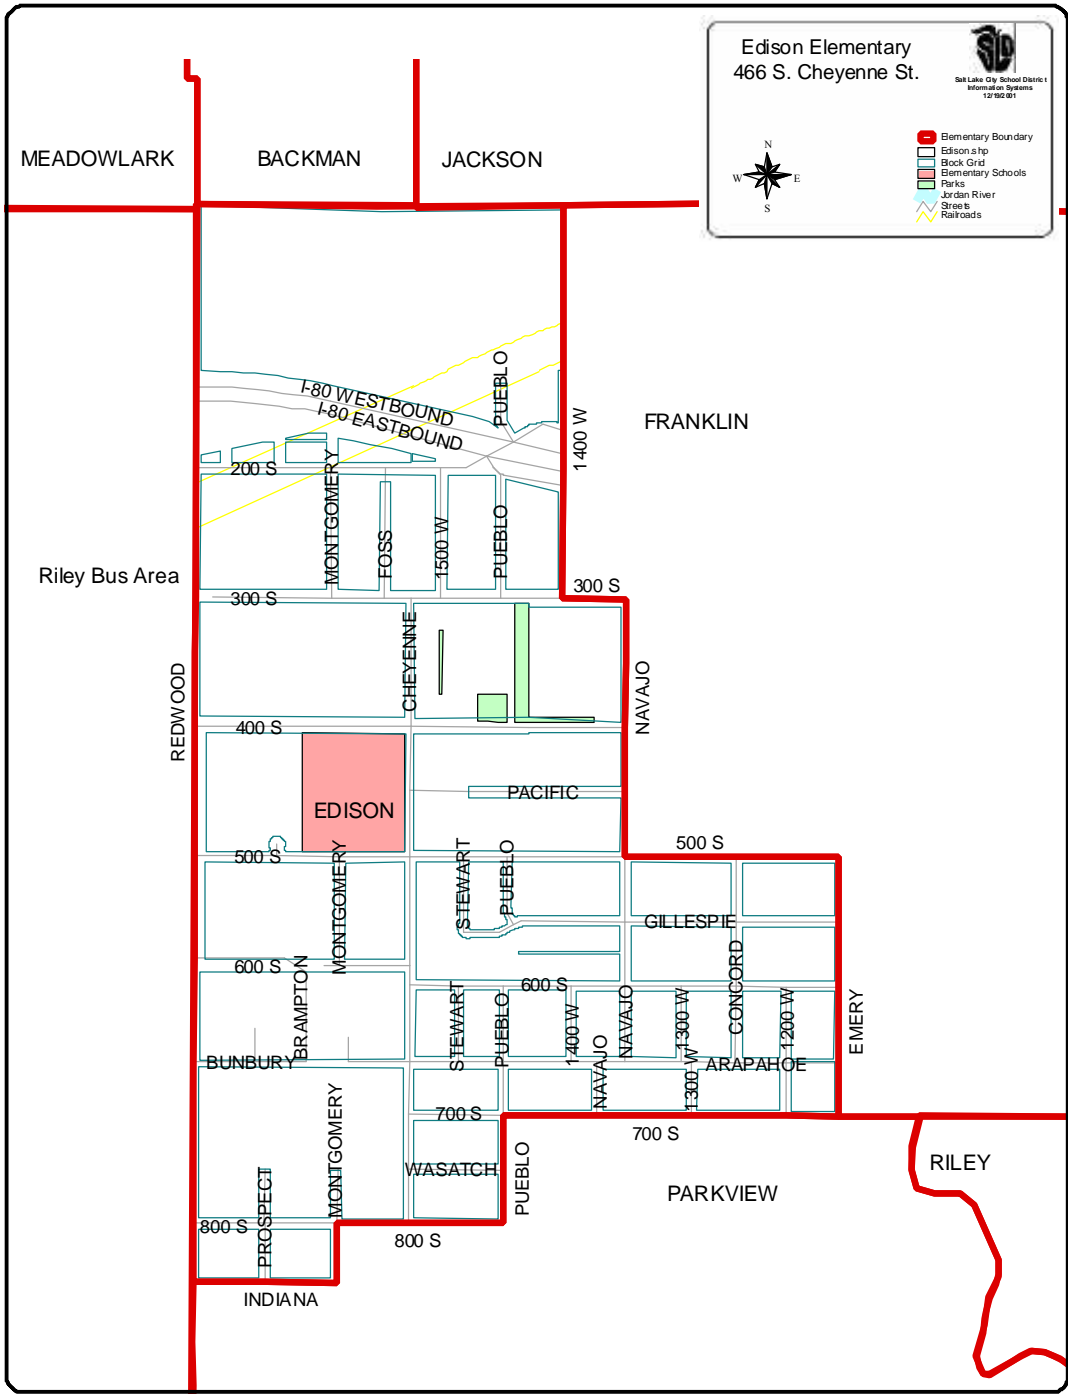 Edison Elementary
466 S. Cheyenne St.
Salt Lake City School District
Information Systems
12/19/2001
N
W E
S
Elementary Boundary
Edison.shp
Block Grid
Elementary Schools
Parks
Jordan River
Streets
Railroads
MEADOWLARK
BACKMAN
JACKSON
FRANKLIN
I-80 WESTBOUND
I-80 EASTBOUND
PUEBLO
1400 W
200 S
MONTGOMERY
FOSS
1500 W
PUEBLO
Riley Bus Area
300 S
300 S
CHEYENNE
NAVAJO
REDWOOD
400 S
PACIFIC
EDISON
500 S
500 S
MONTGOMERY
STEWART
PUEBLO
GILLESPIE
CONCORD
600 S
BRAMPTON
600 S
STEWART
PUEBLO
1400 W
NAVAJO
1300 W
1200 W
EMERY
BUNBURY
NAVAJO
1300 W
ARAPAHOE
MONTGOMERY
700 S
700 S
WASATCH
PUEBLO
RILEY
PARKVIEW
PROSPECT
800 S
800 S
INDIANA